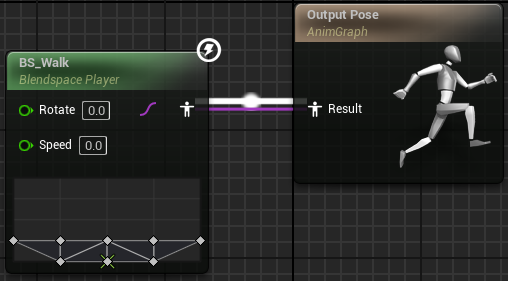 Output Pose
AnimGraph
BS_Walk
Blendspace Player
Rotate 0.0
Result
Speed 0.0